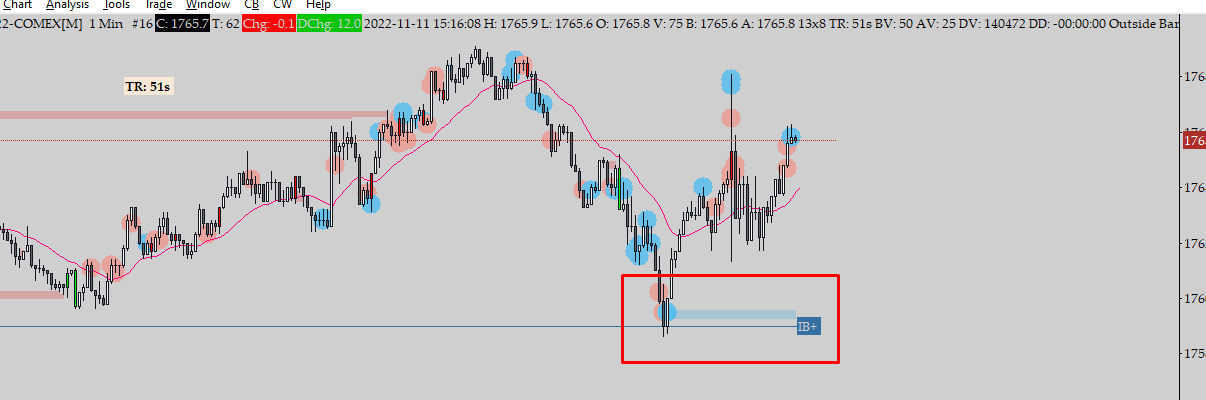 Chart Analysis Tools Trade Window CB CW Help
22-COMEX[M] 1 Min #16 C: 1765.7 T: 62 Chg: -0.1 DChg: 12.0 2022-11-11 15:16:08 H: 1765.9 L: 1765.6 O: 1765.8 V: 75 B: 1765.6 A: 1765.8 13x8 TR: 51s BV: 50 AV: 25 DV: 140472 DD: -00:00:00 Outside Bar
176
TR: 51s
176
176
176
176
176
IB+
175